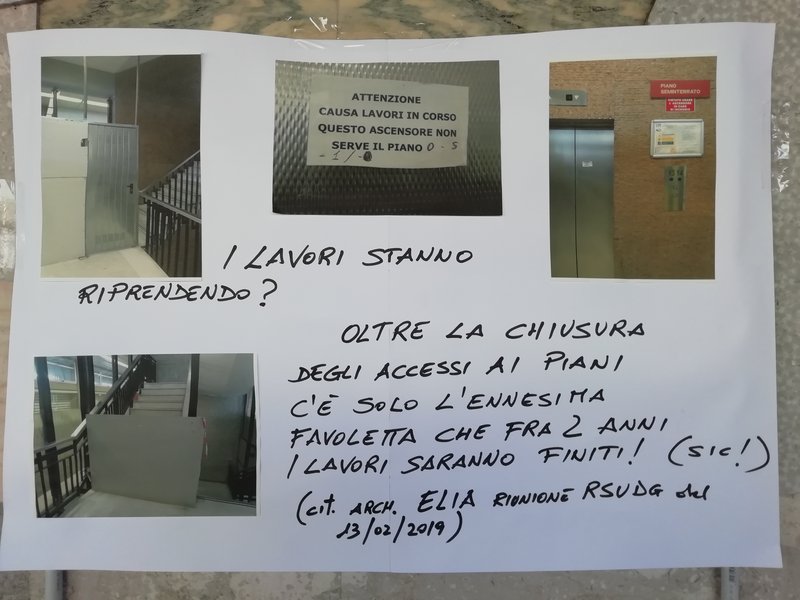 ATTENZIONE
CAUSA LAVORI IN CORSO
QUESTO ASCENSORE NON
SERVE IL PIANO 0 - 5
PIANO
SEMINTERRATO
I LAVORI STANNO
RIPRENDENDO?
OLTRE LA CHIUSURA
DEGLI ACCESSI AI PIANI
C'È SOLO L'ENNESIMA
FAVOLETTA CHE FRA 2 ANNI
I LAVORI SARANNO FINITI! (SIC!)
(cit. ARCH. ELIA RIUNIONE RSUDG del
13/02/2019)